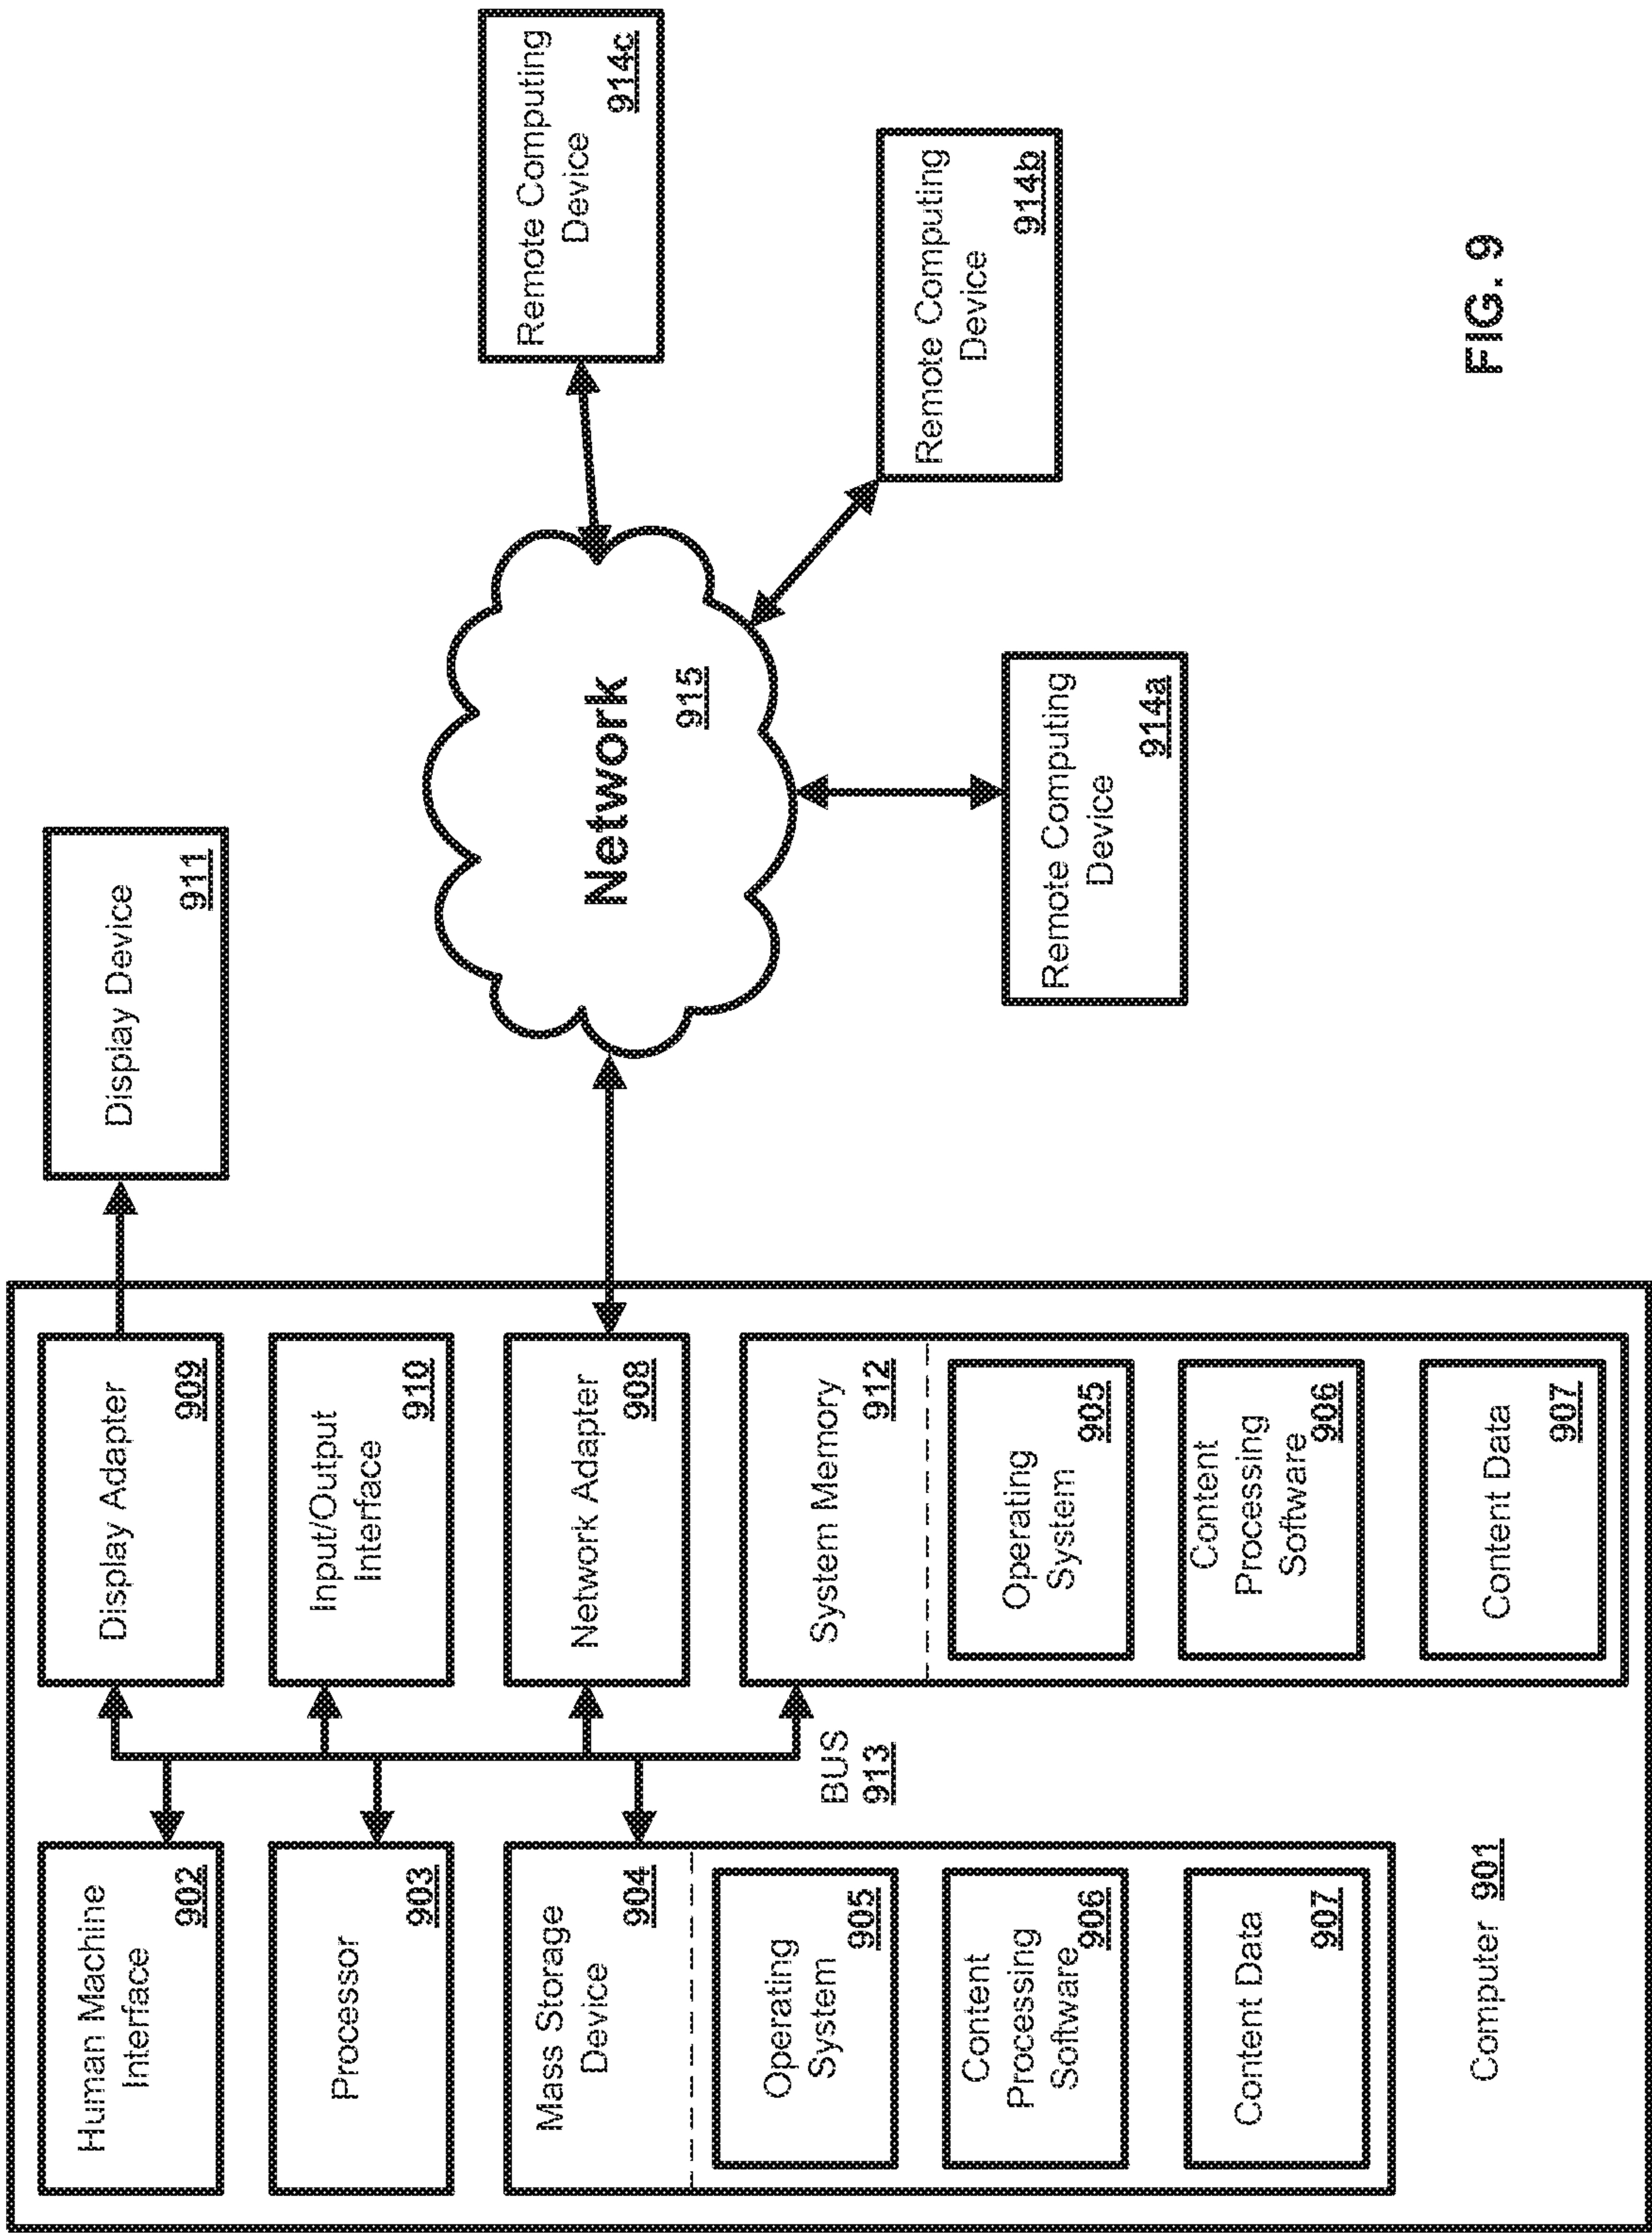 Human Machine
Interface
902
Processor
903
Mass Storage
Device
904
Operating
System
905
Content
Processing
Software
906
Content Data
907
Computer 901
BUS
913
Display Adapter
909
Input/Output
Interface
910
Network Adapter
908
System Memory
912
Operating
System
905
Content
Processing
Software
906
Content Data
907
Display Device
911
Network
915
Remote Computing
Device
914a
Remote Computing
Device
914b
Remote Computing
Device
914c
FIG. 9